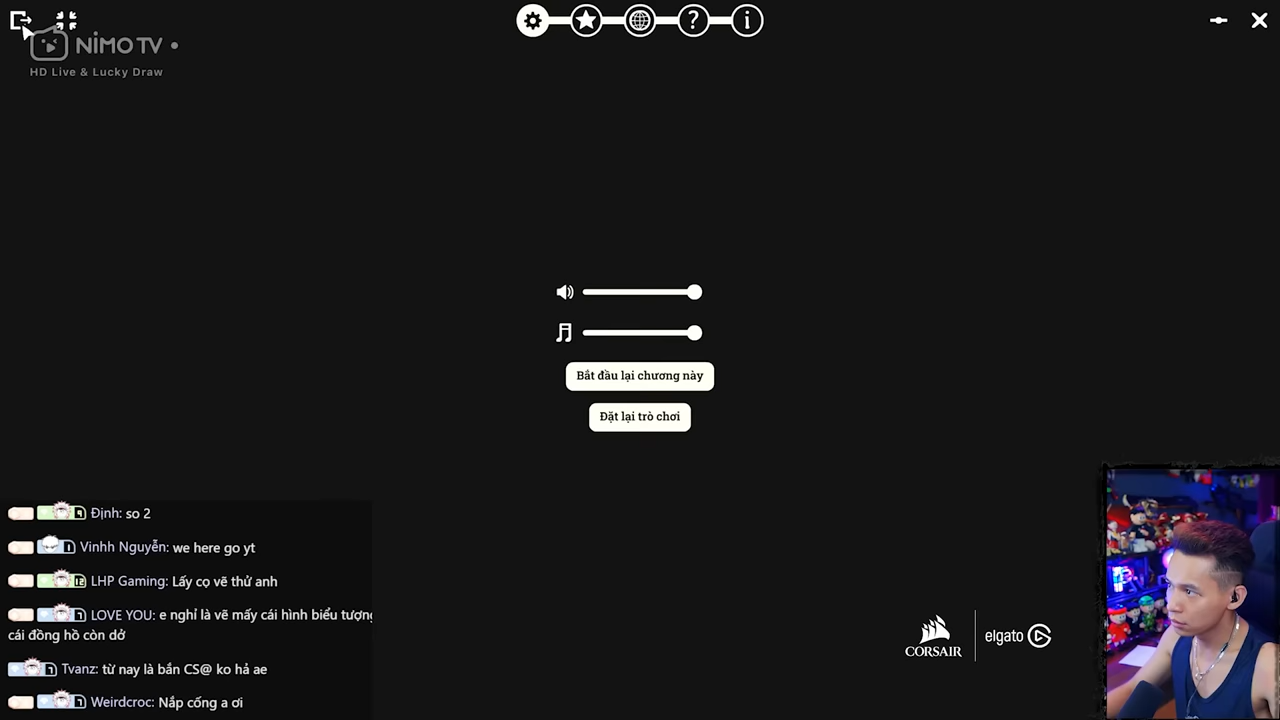 NIMO TV
HD Live & Lucky Draw
Bắt đầu lại chương này
Đặt lại trò chơi
Định: so 2
Vinhh Nguyễn: we here go yt
LHP Gaming: Lấy cọ vẽ thử anh
LOVE YOU: e nghỉ là vẽ mấy cái hình biểu tượng
cái đồng hồ còn dở
Tvanz: từ nay là bắn CS@ ko hả ae
Weirdcroc: Nắp cống a ơi
CORSAIR
elgato